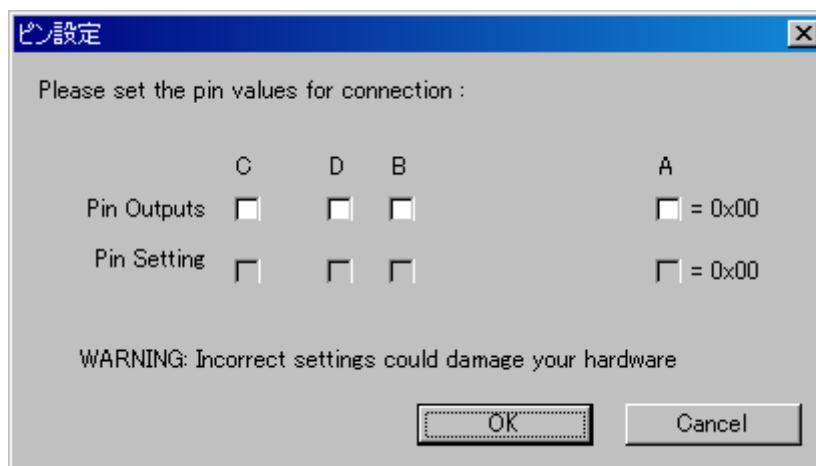 ピン設定
Please set the pin values for connection :
C D B A
Pin Outputs = 0x00
Pin Setting = 0x00
WARNING: Incorrect settings could damage your hardware
OK Cancel